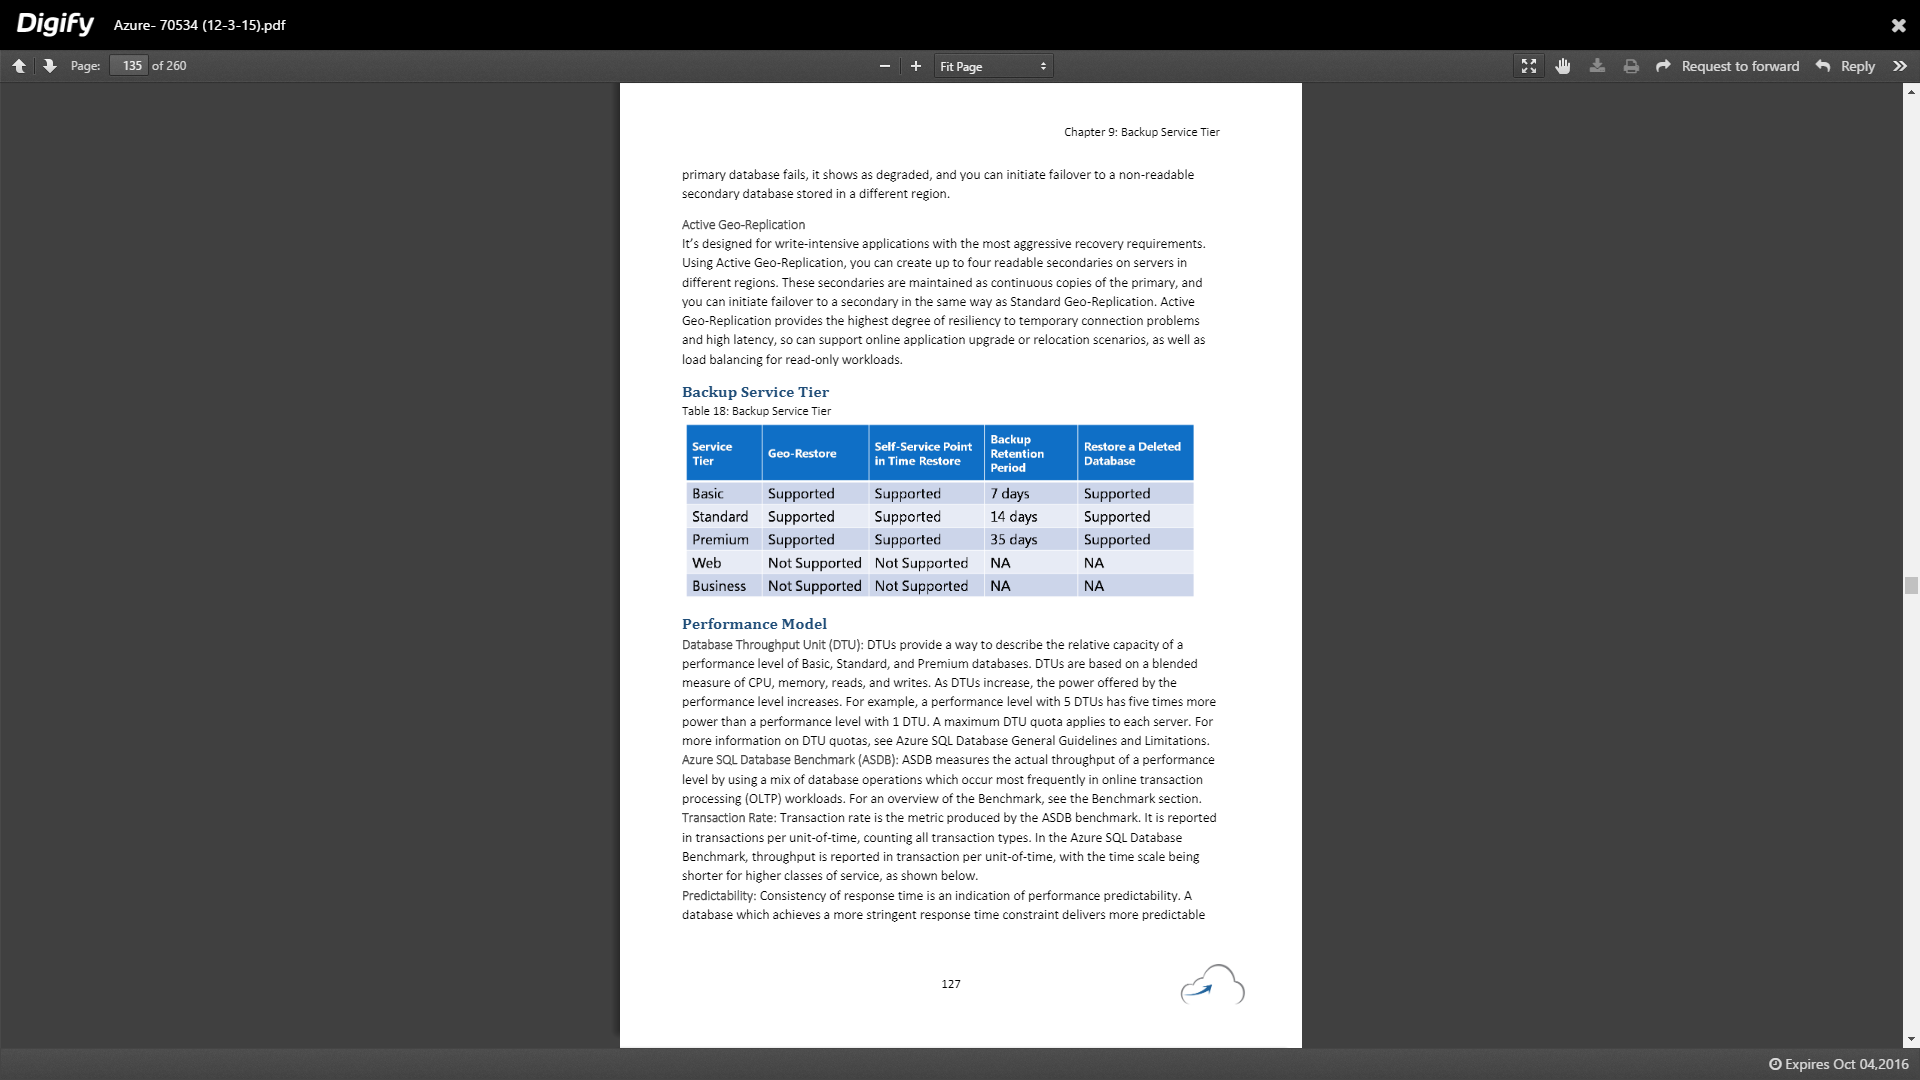 Digify Azure- 70534 (12-3-15).pdf
Page: 135 of 260 Fit Page Request to forward Reply
Chapter 9: Backup Service Tier
primary database fails, it shows as degraded, and you can initiate failover to a non-readable
secondary database stored in a different region.
Active Geo-Replication
It's designed for write-intensive applications with the most aggressive recovery requirements.
Using Active Geo-Replication, you can create up to four readable secondaries on servers in
different regions. These secondaries are maintained as continuous copies of the primary, and
you can initiate failover to a secondary in the same way as Standard Geo-Replication. Active
Geo-Replication provides the highest degree of resiliency to temporary connection problems
and high latency, so can support online application upgrade or relocation scenarios, as well as
load balancing for read-only workloads.
Backup Service Tier
Table 18: Backup Service Tier
Service Tier Geo-Restore Self-Service Point in Time Restore Backup Retention Period Restore a Deleted Database
Basic Supported Supported 7 days Supported
Standard Supported Supported 14 days Supported
Premium Supported Supported 35 days Supported
Web Not Supported Not Supported NA NA
Business Not Supported Not Supported NA NA
Performance Model
Database Throughput Unit (DTU): DTUs provide a way to describe the relative capacity of a
performance level of Basic, Standard, and Premium databases. DTUs are based on a blended
measure of CPU, memory, reads, and writes. As DTUs increase, the power offered by the
performance level increases. For example, a performance level with 5 DTUs has five times more
power than a performance level with 1 DTU. A maximum DTU quota applies to each server. For
more information on DTU quotas, see Azure SQL Database General Guidelines and Limitations.
Azure SQL Database Benchmark (ASDB): ASDB measures the actual throughput of a performance
level by using a mix of database operations which occur most frequently in online transaction
processing (OLTP) workloads. For an overview of the Benchmark, see the Benchmark section.
Transaction Rate: Transaction rate is the metric produced by the ASDB benchmark. It is reported
in transactions per unit-of-time, counting all transaction types. In the Azure SQL Database
Benchmark, throughput is reported in transaction per unit-of-time, with the time scale being
shorter for higher classes of service, as shown below.
Predictability: Consistency of response time is an indication of performance predictability. A
database which achieves a more stringent response time constraint delivers more predictable
127
Expires Oct 04,2016